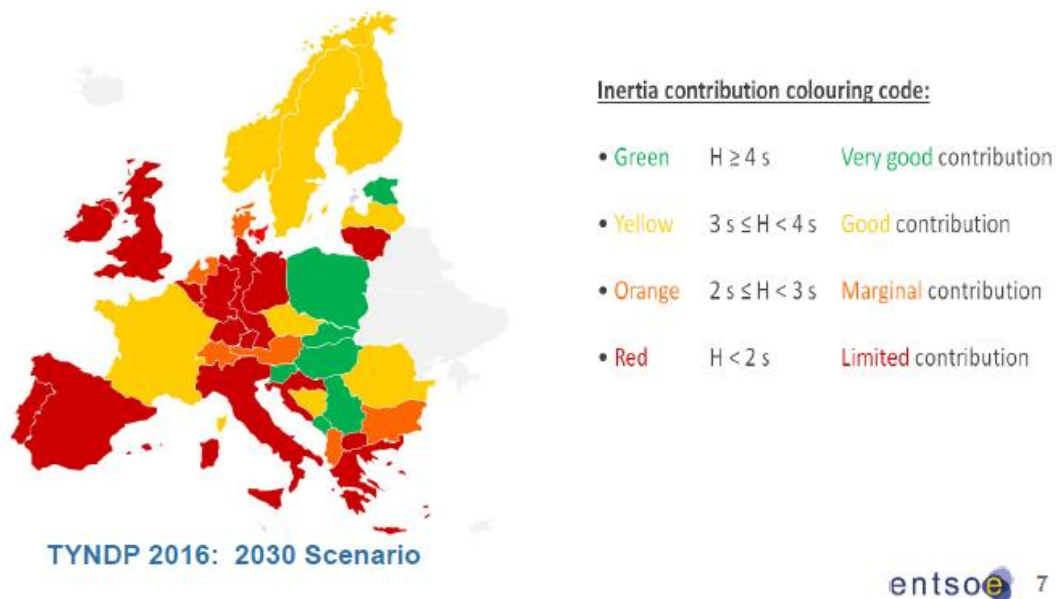 Inertia contribution colouring code:
• Green H ≥ 4 s Very good contribution
• Yellow 3 s ≤ H < 4 s Good contribution
• Orange 2 s ≤ H < 3 s Marginal contribution
• Red H < 2 s Limited contribution
TYNDP 2016: 2030 Scenario
entsoe 7